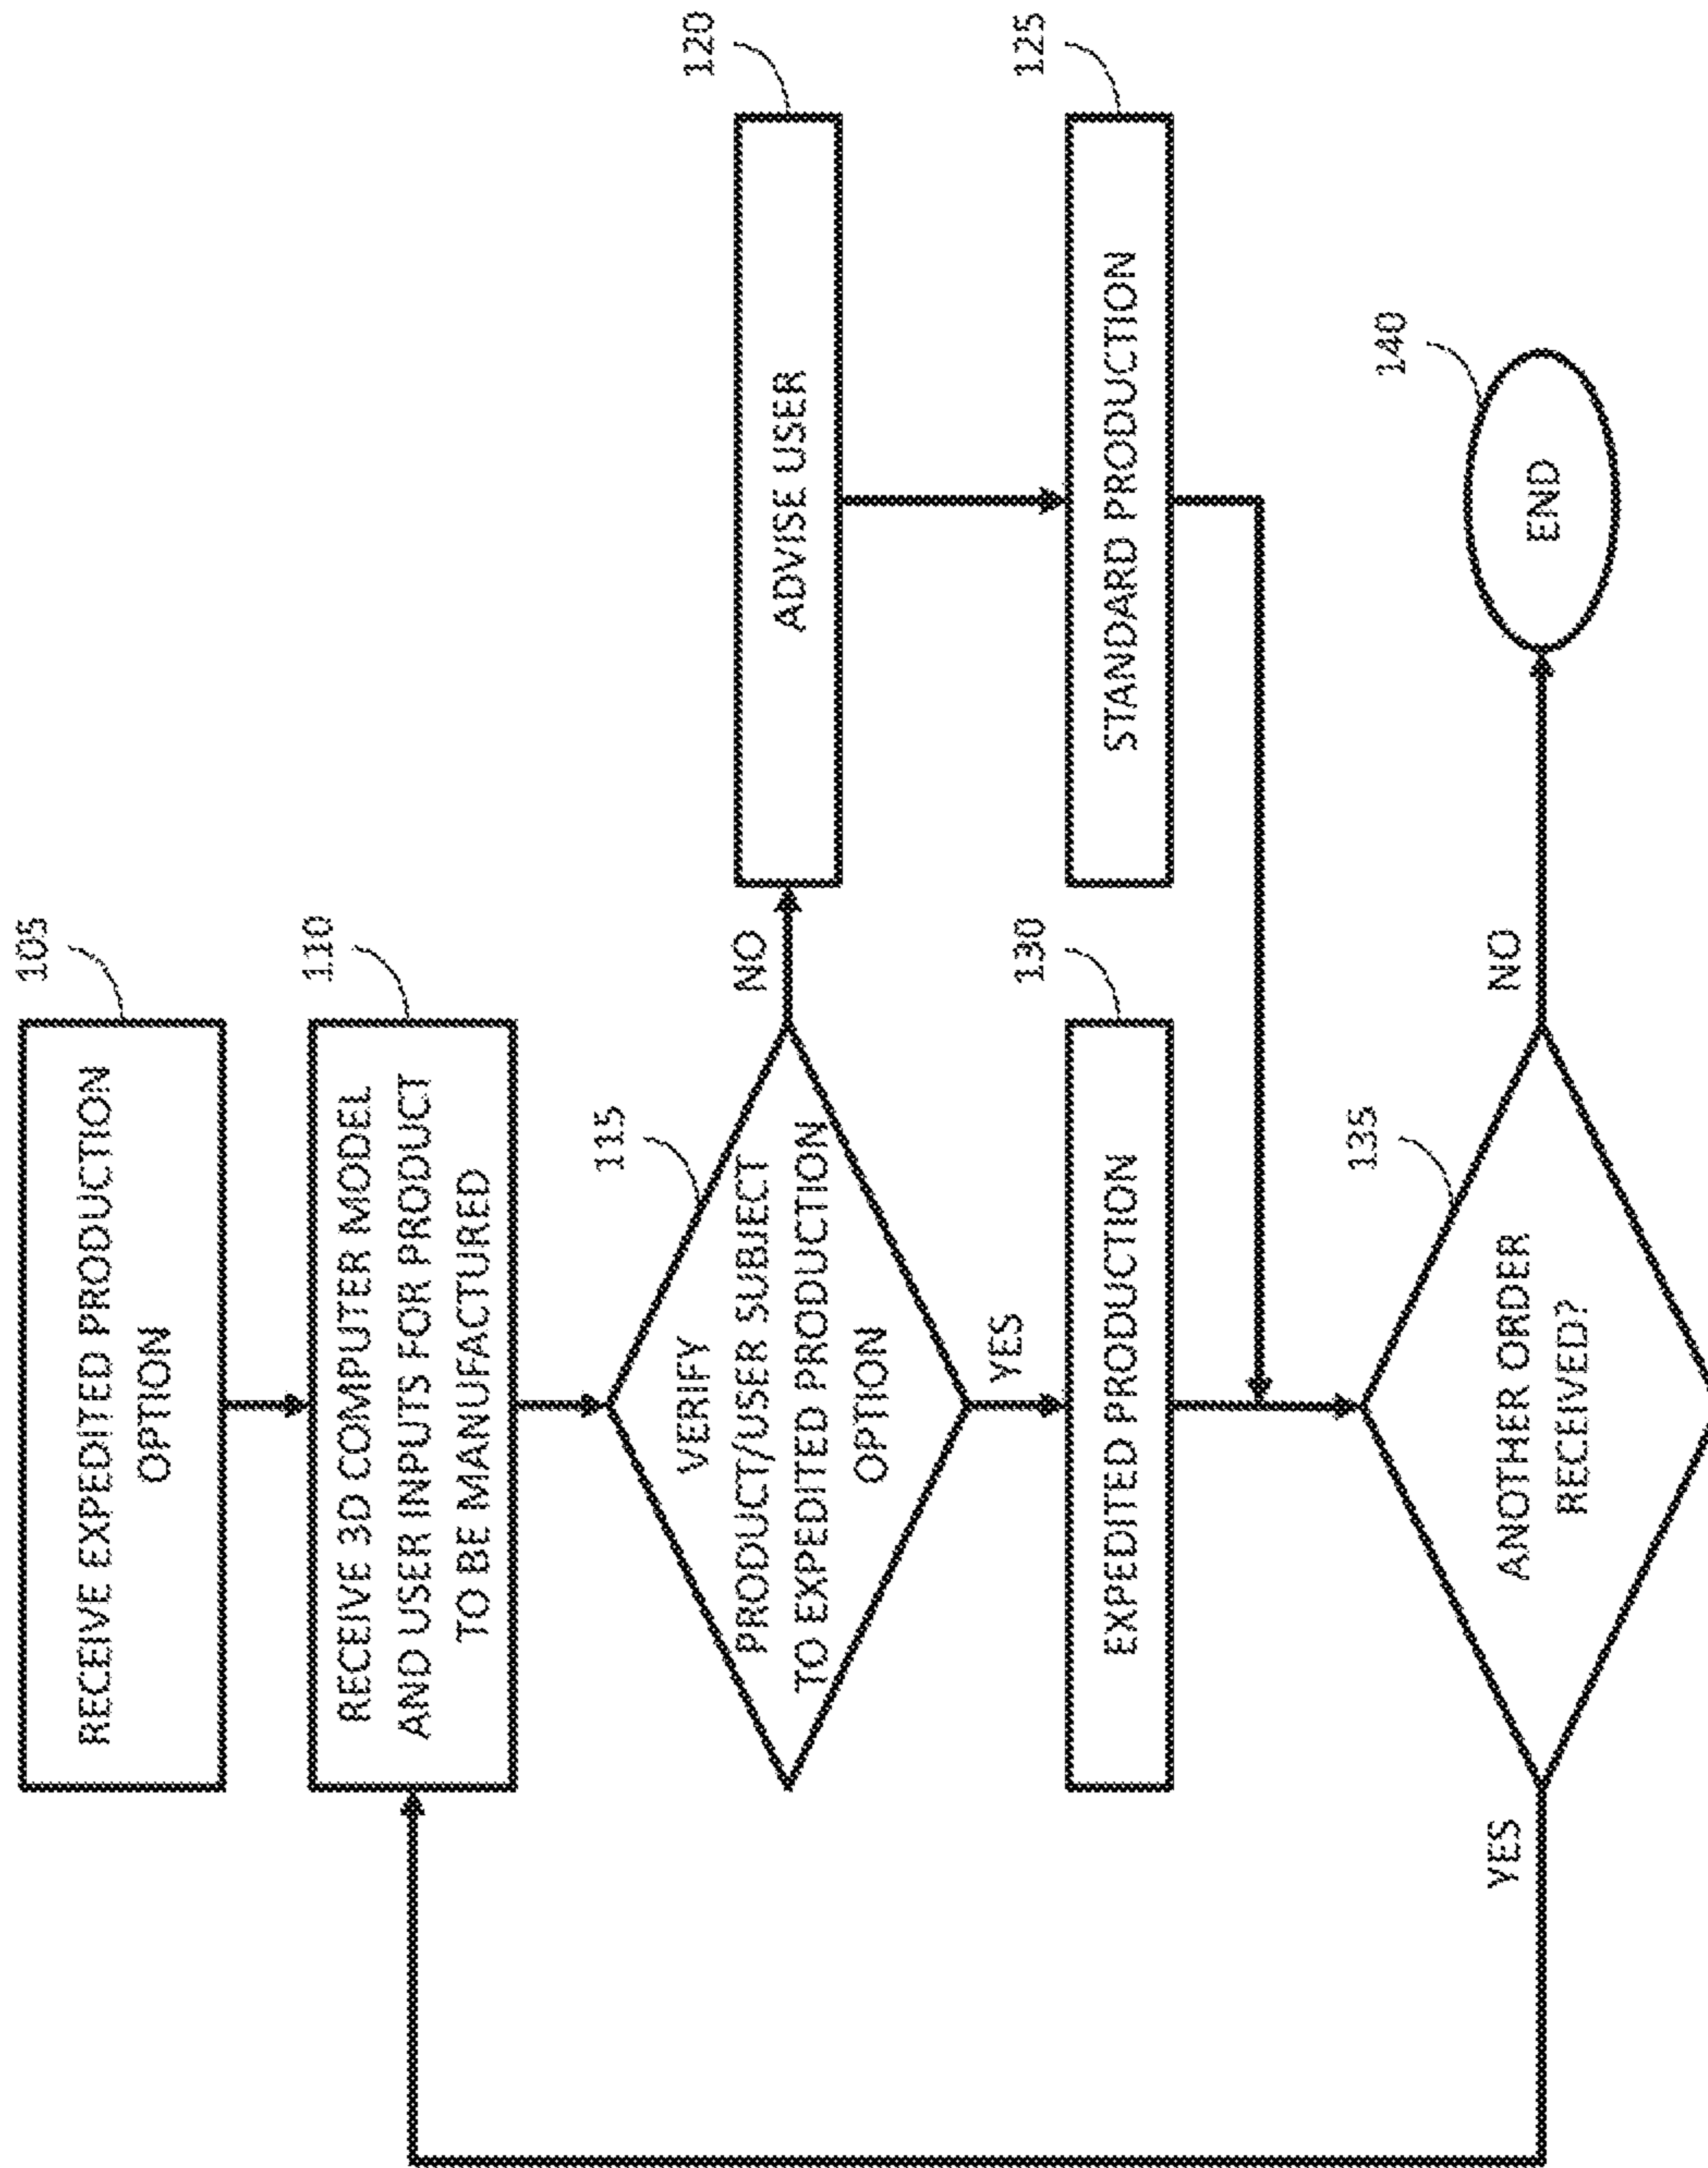 105
RECEIVE EXPEDITED PRODUCTION
OPTION
110
RECEIVE 3D COMPUTER MODEL
AND USER INPUTS FOR PRODUCT
TO BE MANUFACTURED
115
VERIFY
PRODUCT/USER SUBJECT
TO EXPEDITED PRODUCTION
OPTION
NO
120
ADVISE USER
YES
130
EXPEDITED PRODUCTION
125
STANDARD PRODUCTION
135
ANOTHER ORDER
RECEIVED?
YES
NO
140
END